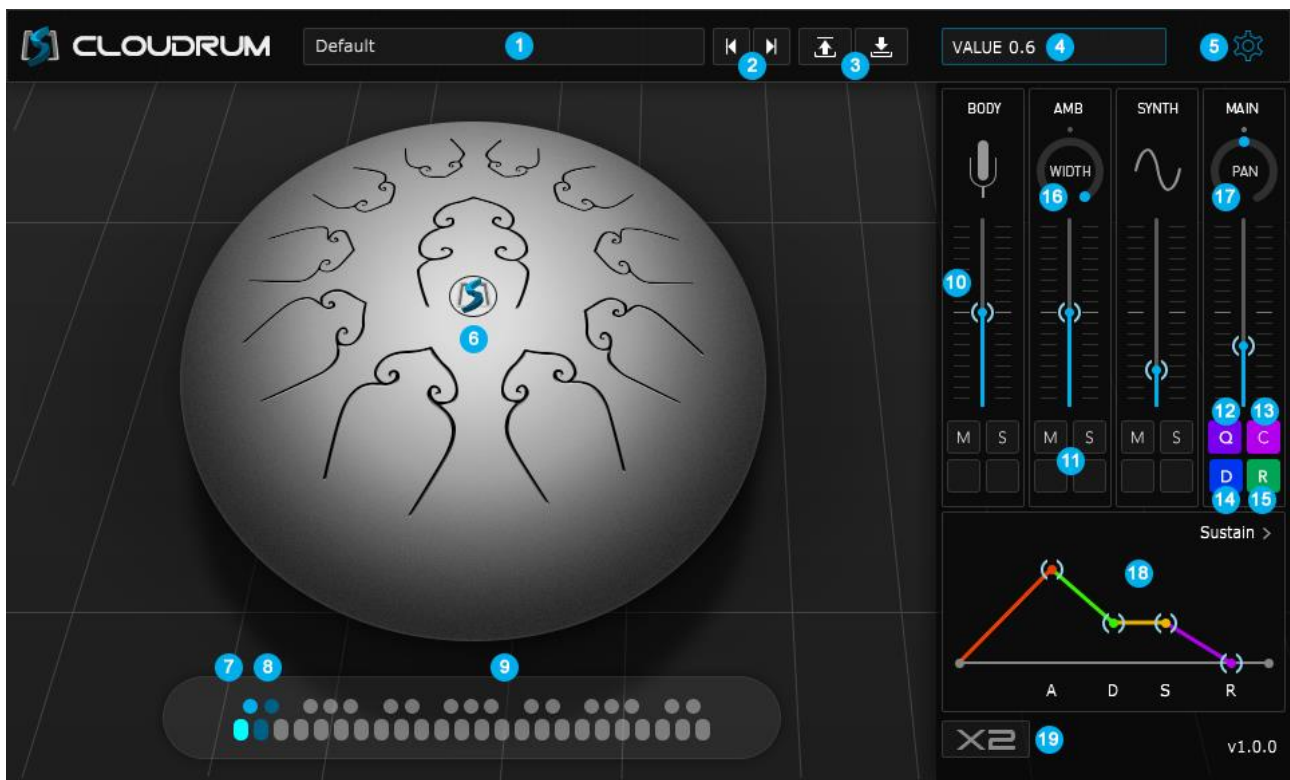 CLOUDRUM Default 1 2 3 VALUE 0.6 4 5
BODY AMB SYNTH MAIN
WIDTH PAN
16 17
10
6
12 13
M S M S M S Q C
11
D R
14 15
Sustain >
18
7 8 9
A D S R
X2 19 v1.0.0